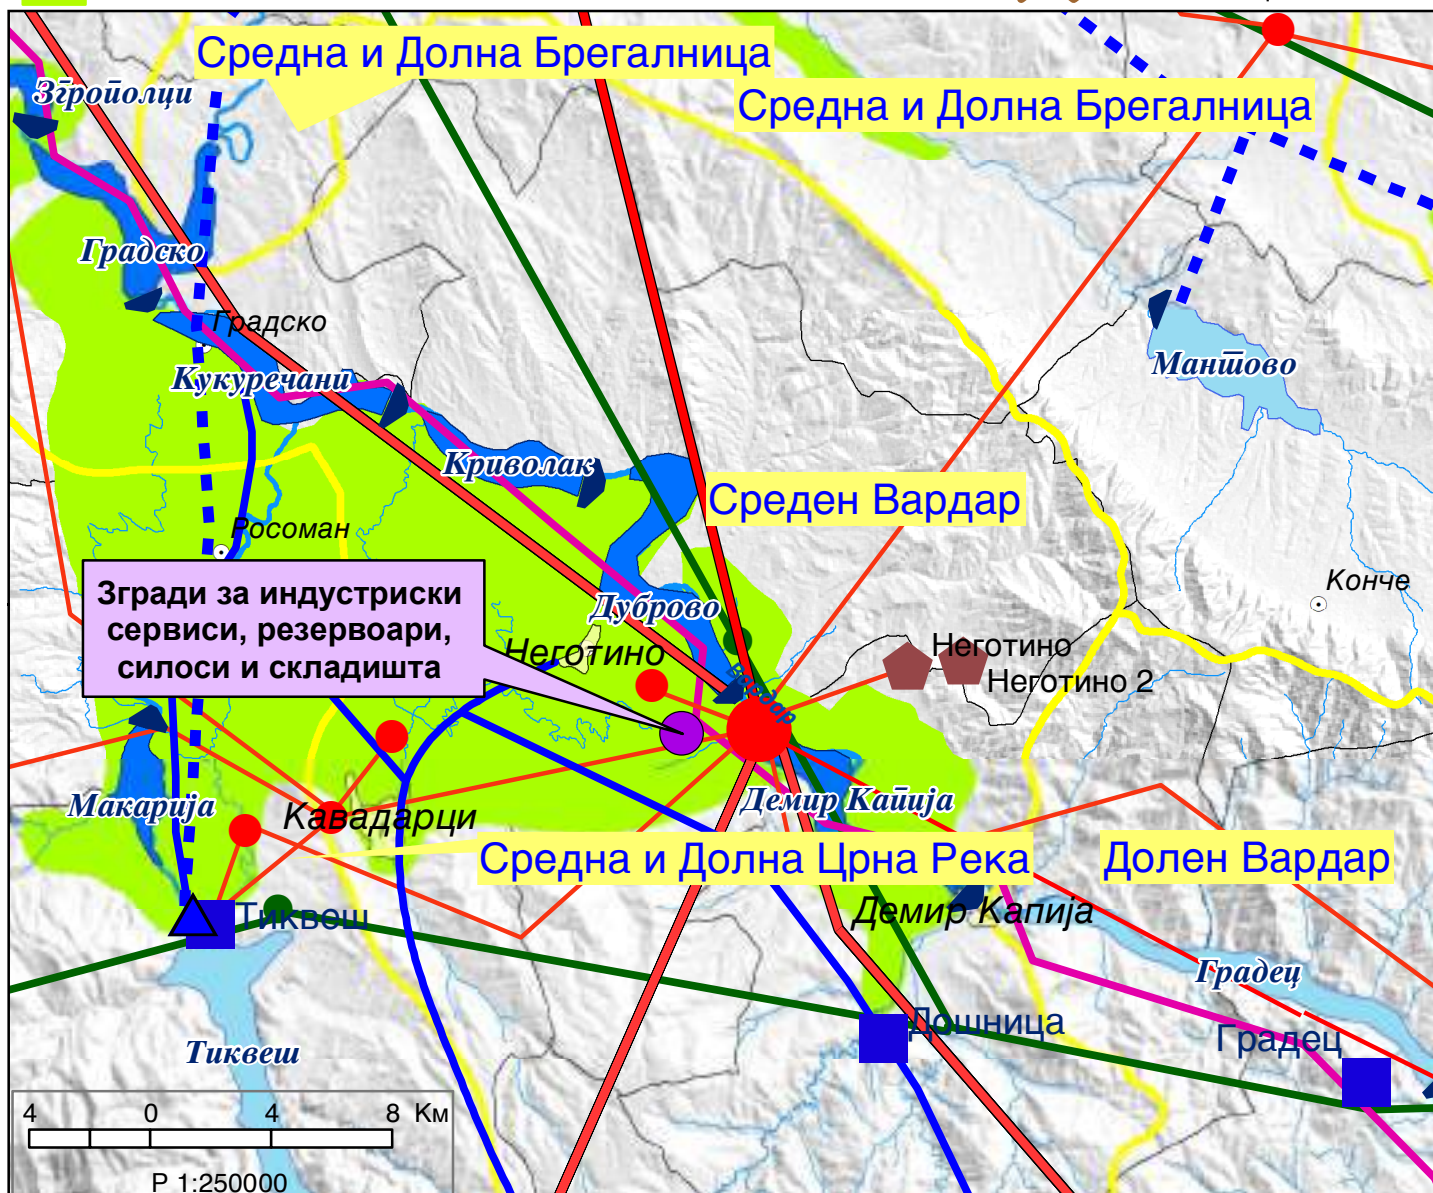 Средна и Долна Брегалница
Згрополци
Средна и Долна Брегалница
Градско
Градско
Мантово
Кукуречани
Криволак
Среден Вардар
Росоман
Конче
Згради за индустриски
сервиси, резервоари,
силоси и складишта
Дуброво
Неготино
Неготино
Неготино 2
Вардар
Макарија
Демир Капија
Кавадарци
Средна и Долна Црна Река
Долен Вардар
Тиквеш
Демир Капија
Градец
Дошница
Градец
Тиквеш
4 0 4 8 Км
Р 1:250000